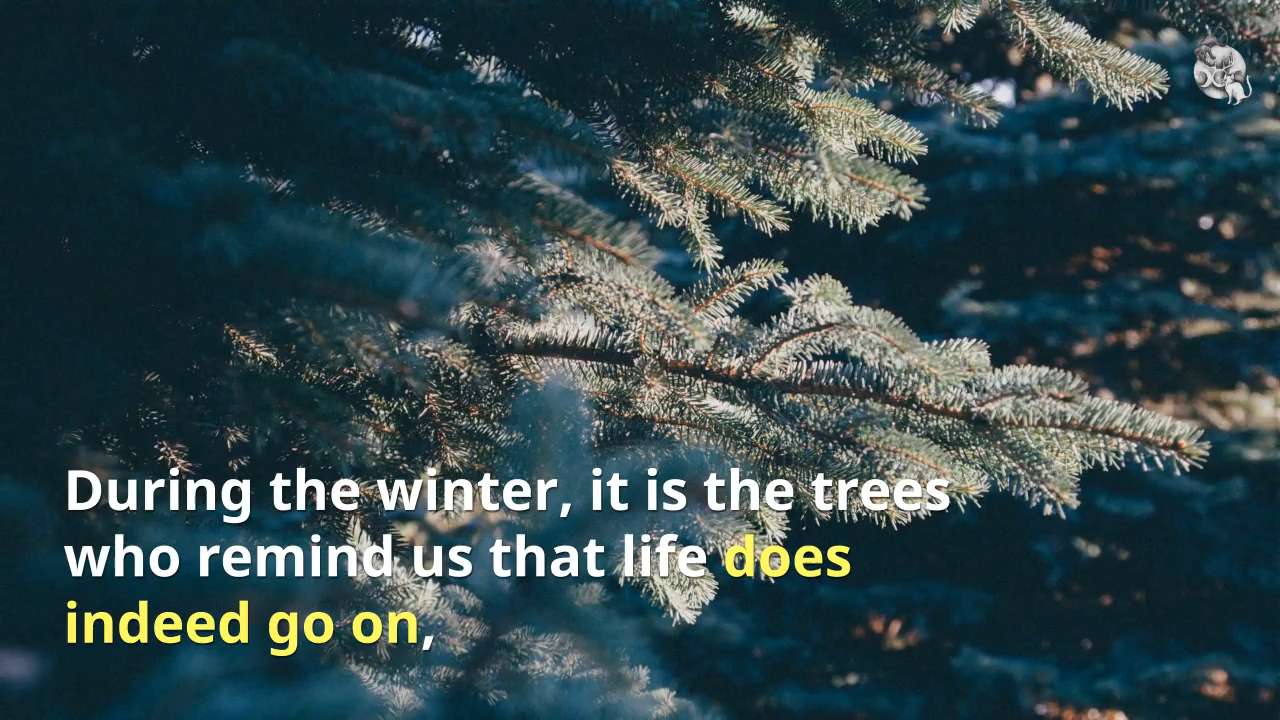 During the winter, it is the trees
who remind us that life does
indeed go on,